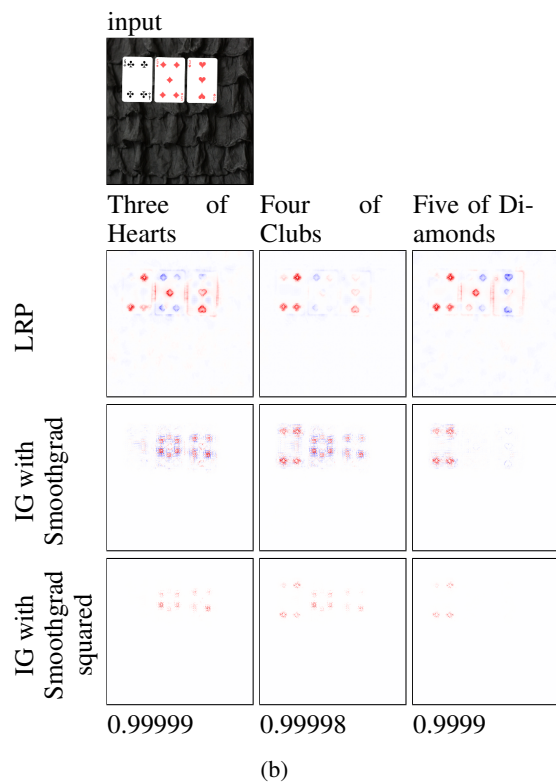 input
Three of
Hearts
Four of
Clubs
Five of Di-
amonds
LRP
IG with
Smoothgrad
IG with
Smoothgrad
squared
0.99999
0.99998
0.9999
(b)